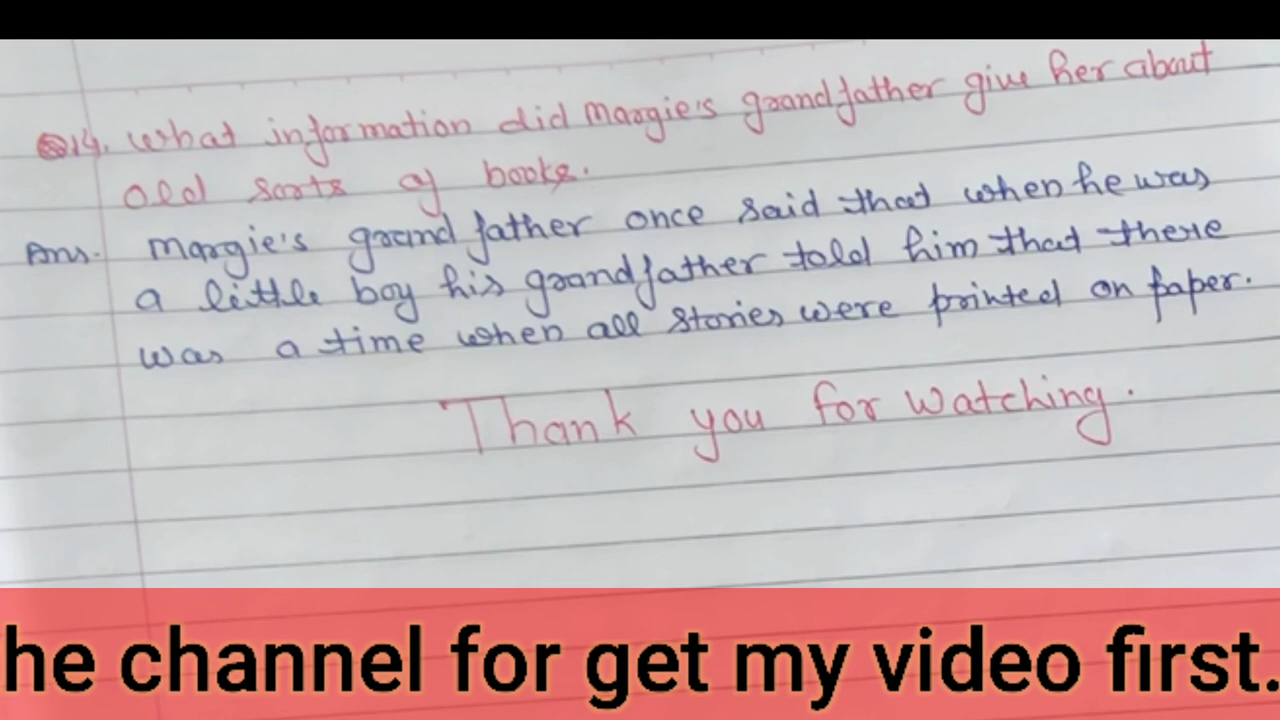 Q14. What information did Margie's grandfather give her about
old sorts of books.
Ans. Margie's grandfather once said that when he was
a little boy his grandfather told him that there
was a time when all stories were printed on paper.
Thank you for watching.
he channel for get my video first.